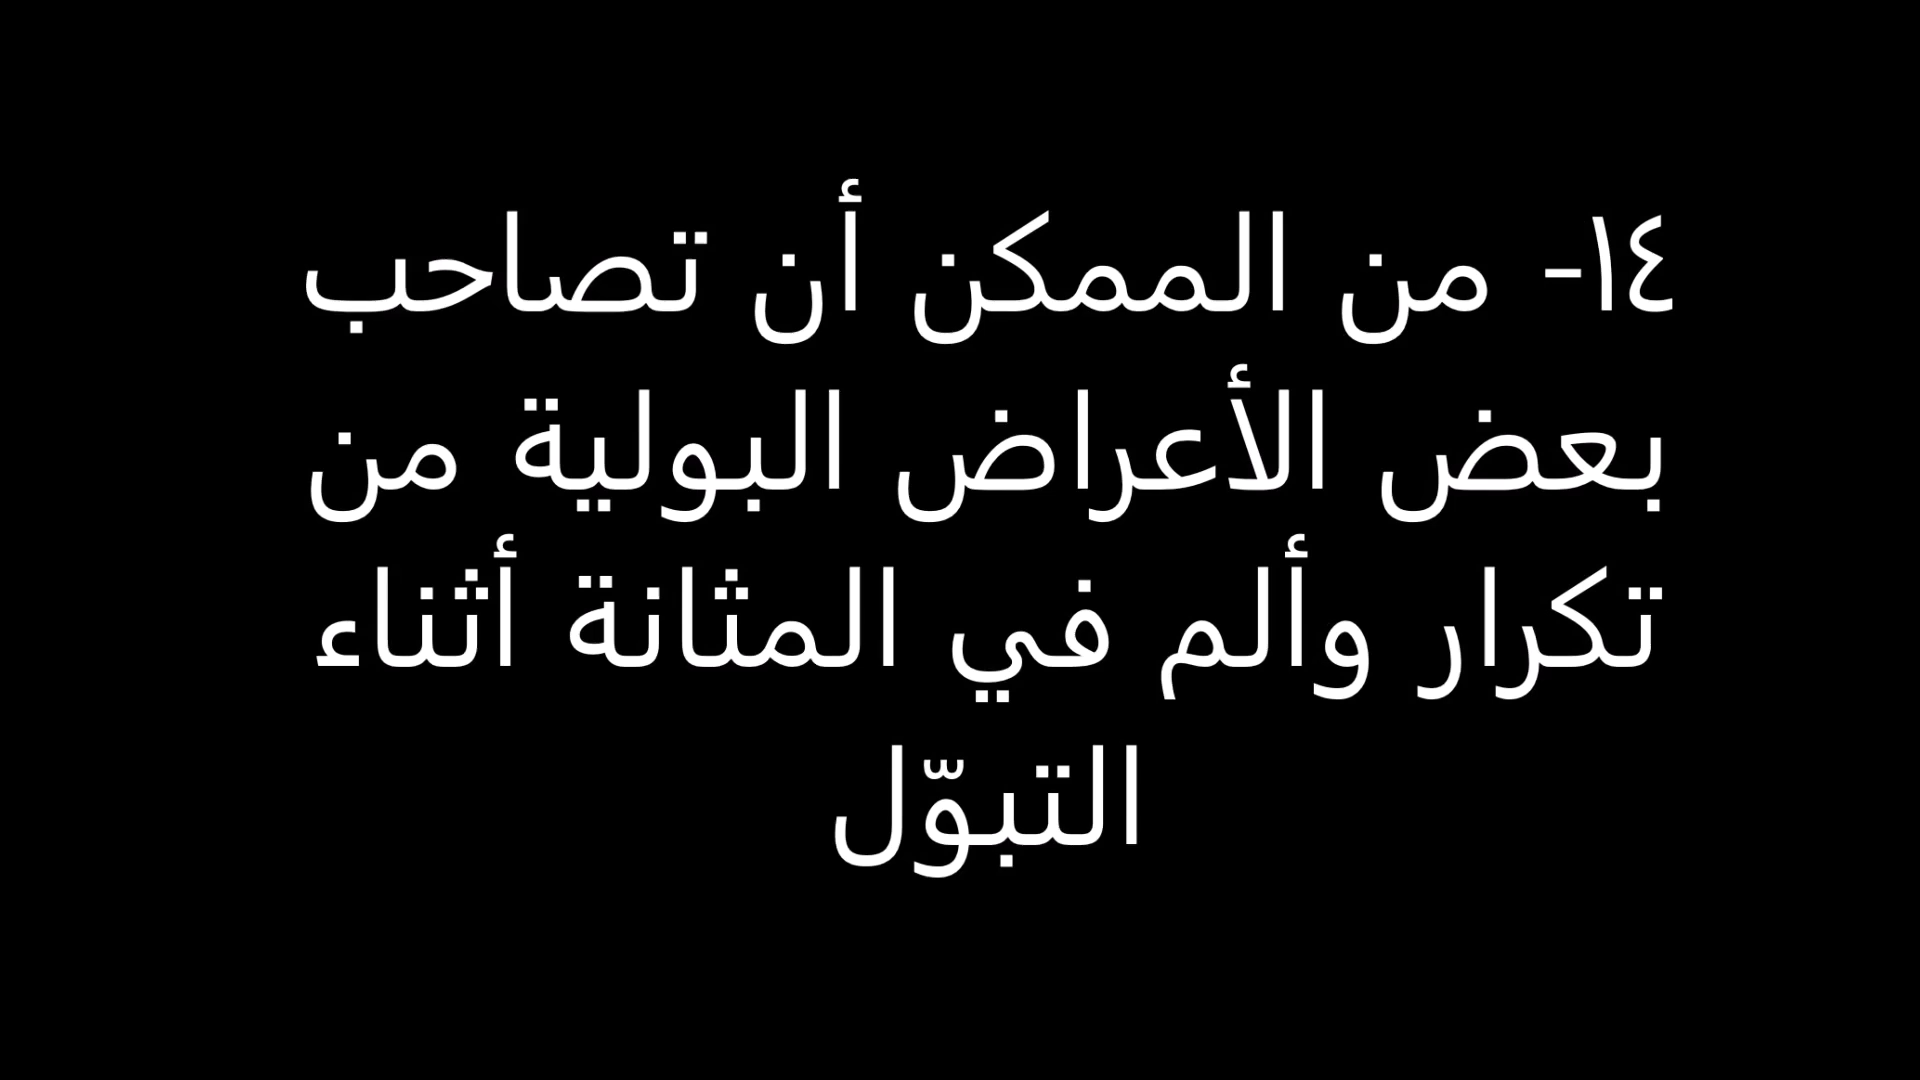 ١٤- من الممكن أن تصاحب
بعض الأعراض البولية من
تكرار وألم في المثانة أثناء
التبوّل